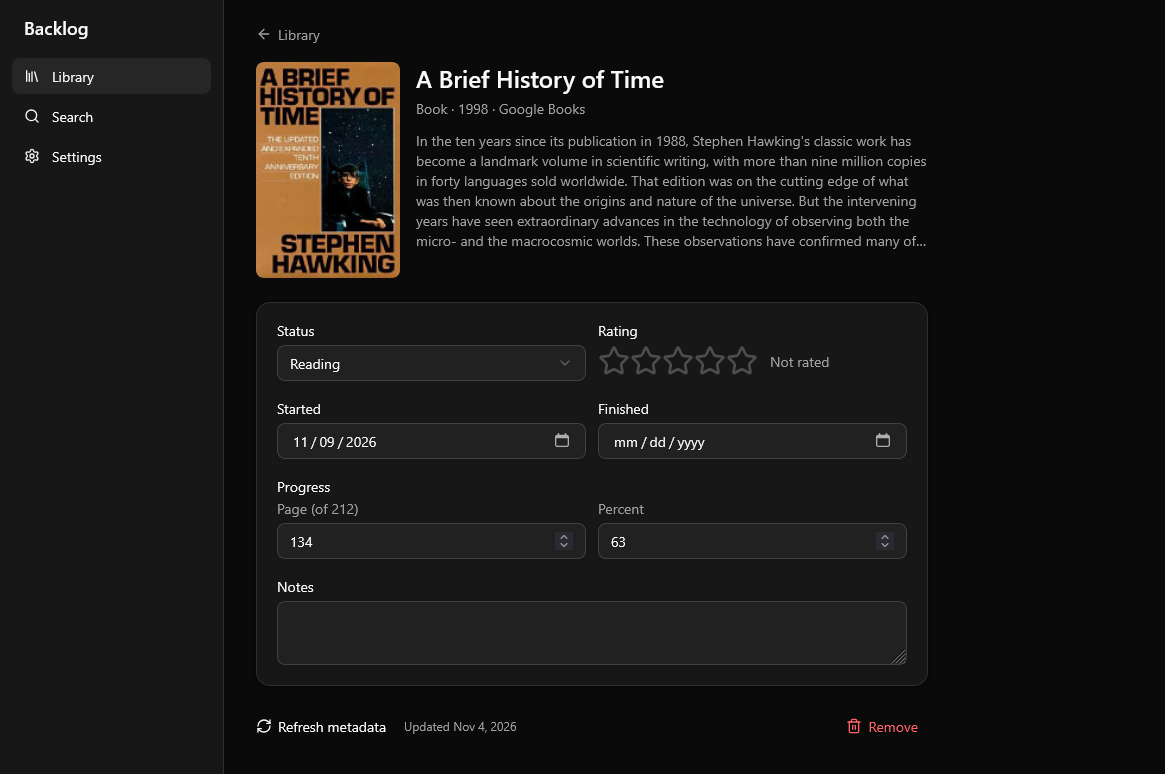 Backlog
Library
Search
Settings
Library
A BRIEF
HISTORY OF
TIME
THE UPDATED
AND EXPANDED
TENTH
ANNIVERSARY
EDITION
STEPHEN
HAWKING
A Brief History of Time
Book · 1998 · Google Books
In the ten years since its publication in 1988, Stephen Hawking's classic work has
become a landmark volume in scientific writing, with more than nine million copies
in forty languages sold worldwide. That edition was on the cutting edge of what
was then known about the origins and nature of the universe. But the intervening
years have seen extraordinary advances in the technology of observing both the
micro- and the macrocosmic worlds. These observations have confirmed many of...
Status
Rating
Reading
Not rated
Started
Finished
11 / 09 / 2026
mm / dd / yyyy
Progress
Page (of 212)
Percent
134
63
Notes
Refresh metadata
Updated Nov 4, 2026
Remove